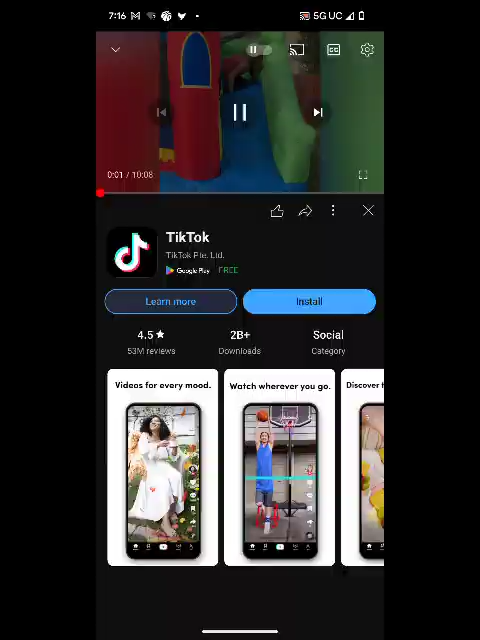 7:16
5G UC
CC
0:01 / 10:08
TikTok
TikTok Pte. Ltd.
Google Play FREE
Learn more
Install
4.5★ 2B+ Social
53M reviews Downloads Category
Videos for every mood.
Watch wherever you go.
Discover